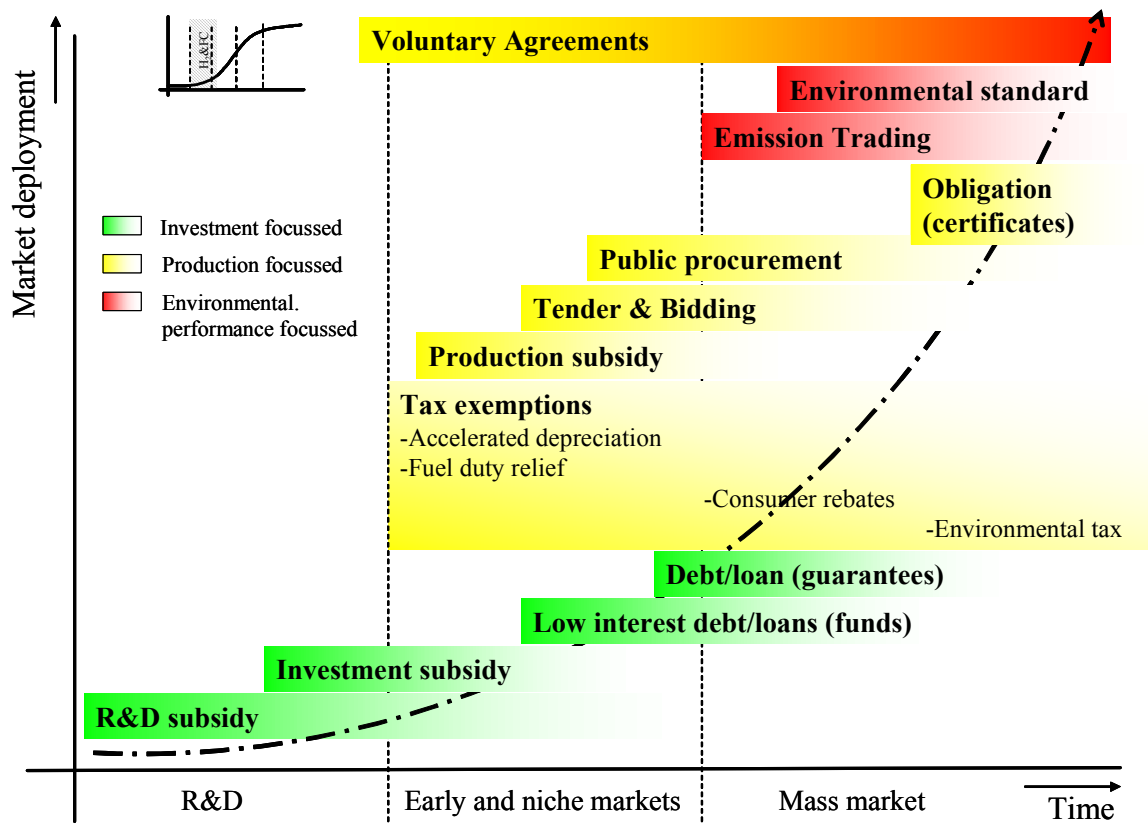 H2&FC
Voluntary Agreements
Environmental standard
Emission Trading
Obligation
(certificates)
Market deployment
Investment focussed
Production focussed
Environmental.
performance focussed
Public procurement
Tender & Bidding
Production subsidy
Tax exemptions
-Accelerated depreciation
-Fuel duty relief
-Consumer rebates
-Environmental tax
Debt/loan (guarantees)
Low interest debt/loans (funds)
Investment subsidy
R&D subsidy
R&D
Early and niche markets
Mass market
Time